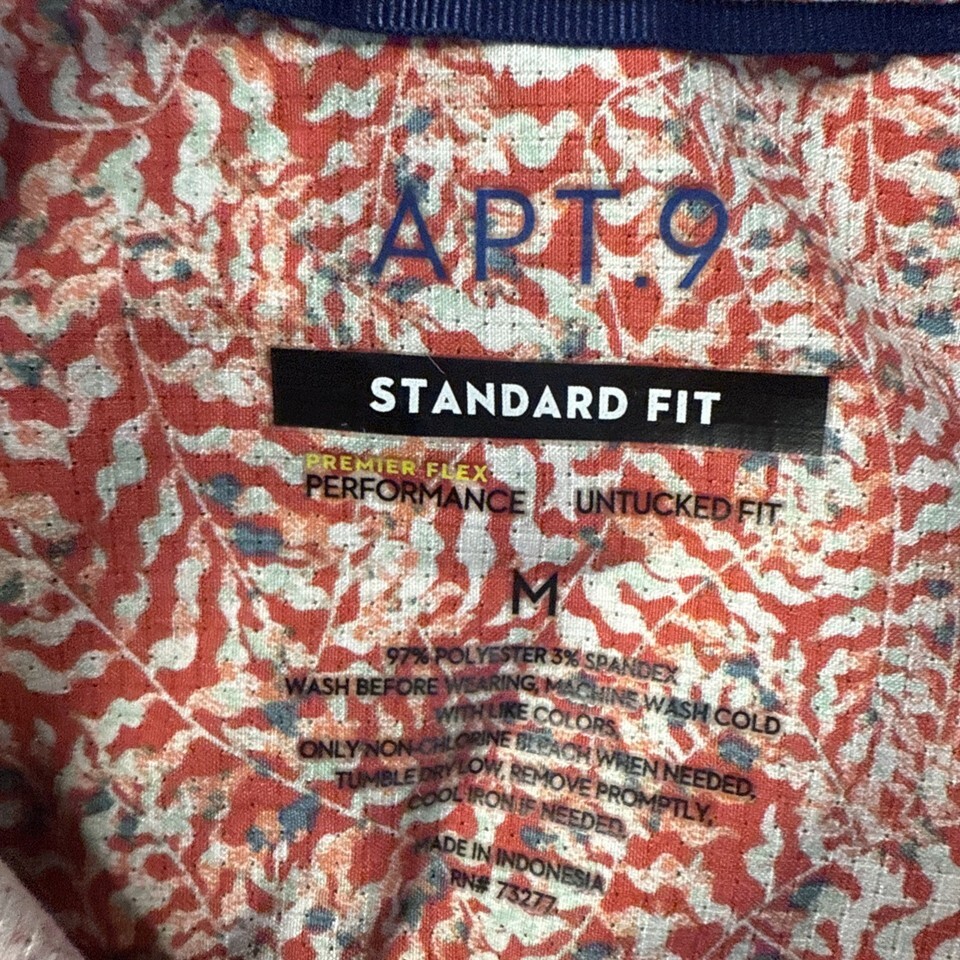 APT.9
STANDARD FIT
PREMIER FLEX
PERFORMANCE UNTUCKED FIT
M
97% POLYESTER 3% SPANDEX
WASH BEFORE WEARING, MACHINE WASH COLD
WITH LIKE COLORS,
ONLY NON-CHLORINE BLEACH WHEN NEEDED,
TUMBLE DRY LOW, REMOVE PROMPTLY,
COOL IRON IF NEEDED.
MADE IN INDONESIA
RN# 73277